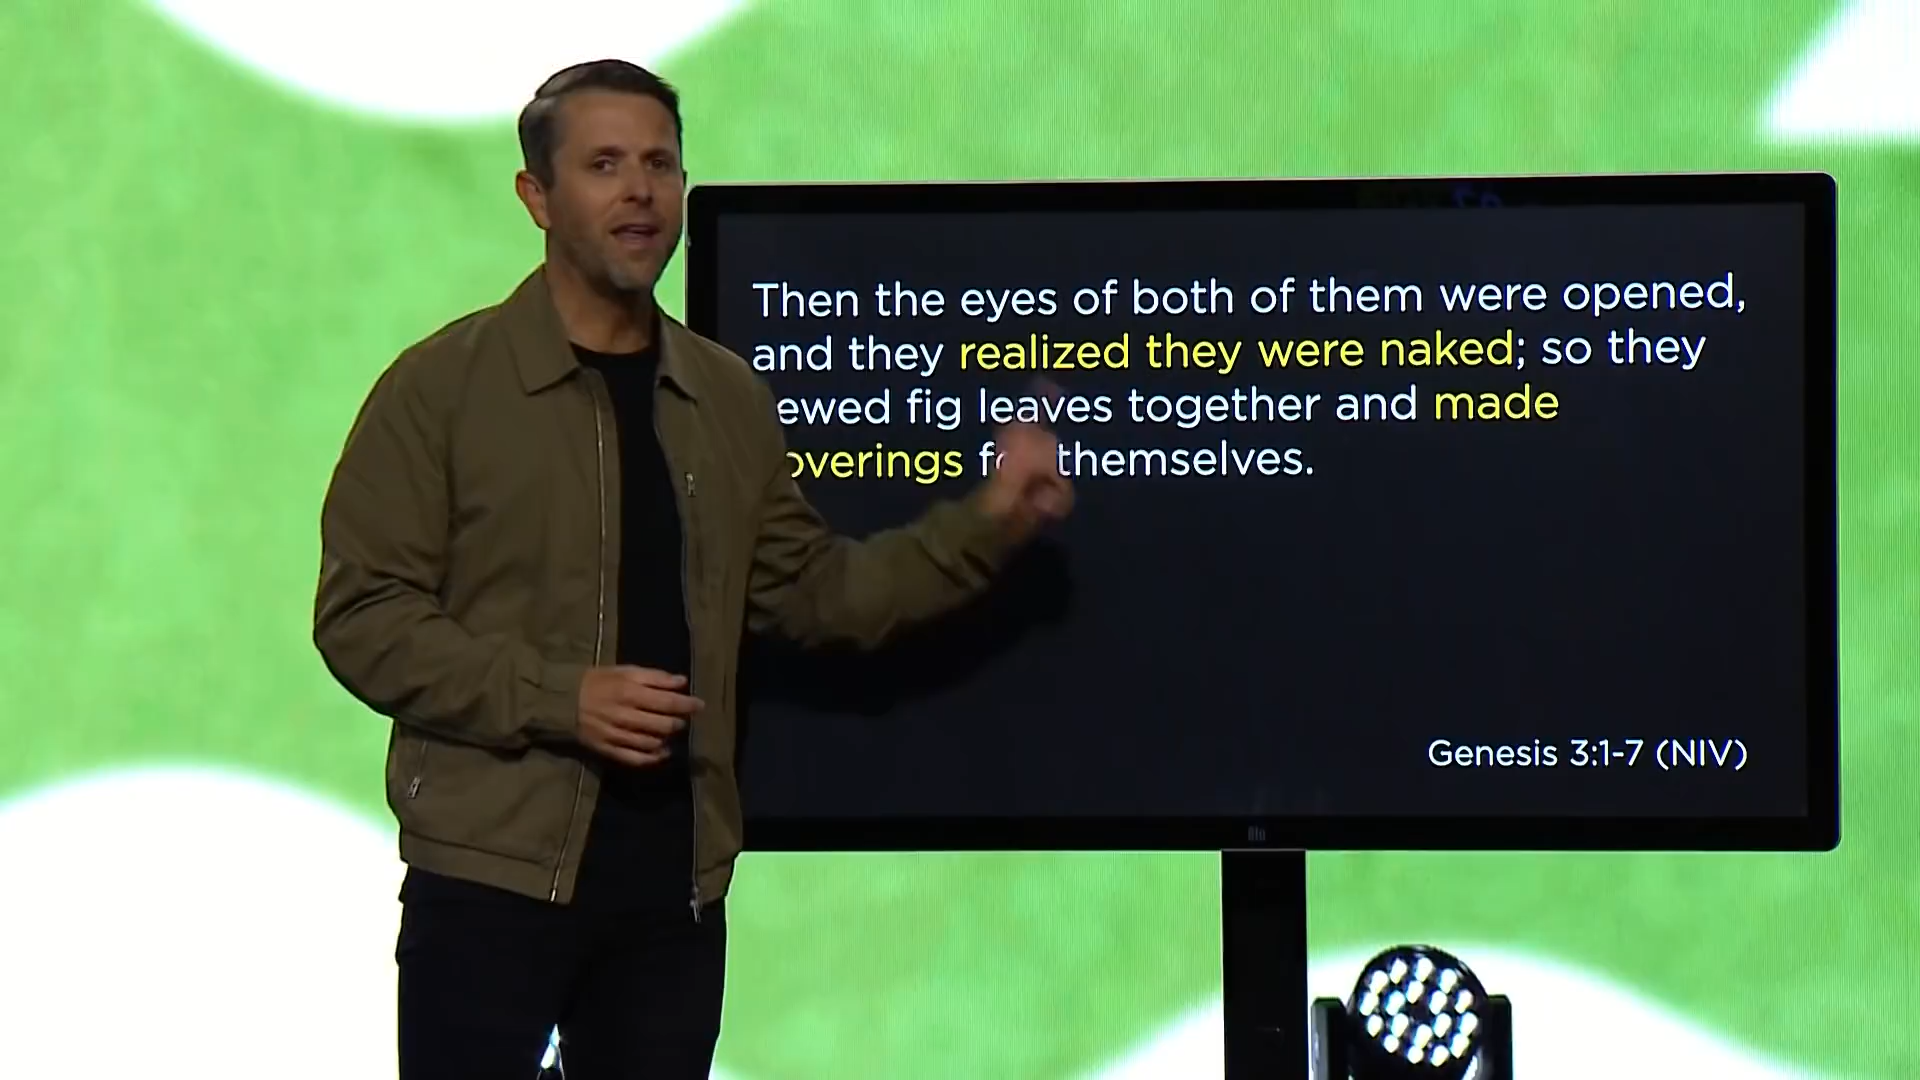 Then the eyes of both of them were opened,
and they realized they were naked; so they
ewed fig leaves together and made
overings themselves.
Genesis 3:1-7 (NIV)
elo